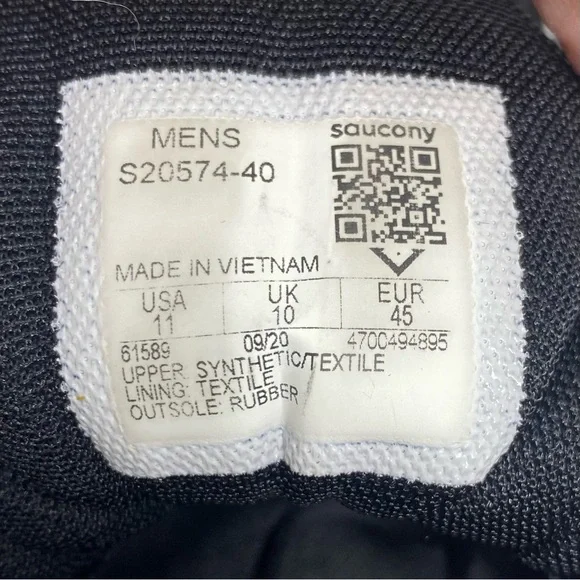 MENS
saucony
S20574-40
MADE IN VIETNAM
USA UK EUR
11 10 45
61589 09/20 4700494895
UPPER: SYNTHETIC/TEXTILE
LINING: TEXTILE
OUTSOLE: RUBBER